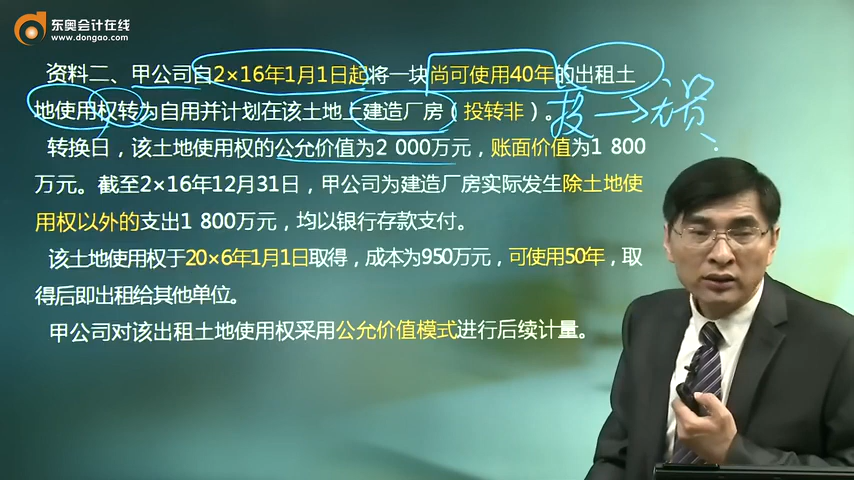 东奥会计在线
www.dongao.com
资料二、甲公司自2×16年1月1日起将一块尚可使用40年的出租土
地使用权转为自用并计划在该土地上建造厂房（投转非）。
投→无
转换日，该土地使用权的公允价值为2 000万元，账面价值为1 800
万元。截至2×16年12月31日，甲公司为建造厂房实际发生除土地使
用权以外的支出1 800万元，均以银行存款支付。
该土地使用权于20×6年1月1日取得，成本为950万元，可使用50年，取
得后即出租给其他单位。
甲公司对该出租土地使用权采用公允价值模式进行后续计量。